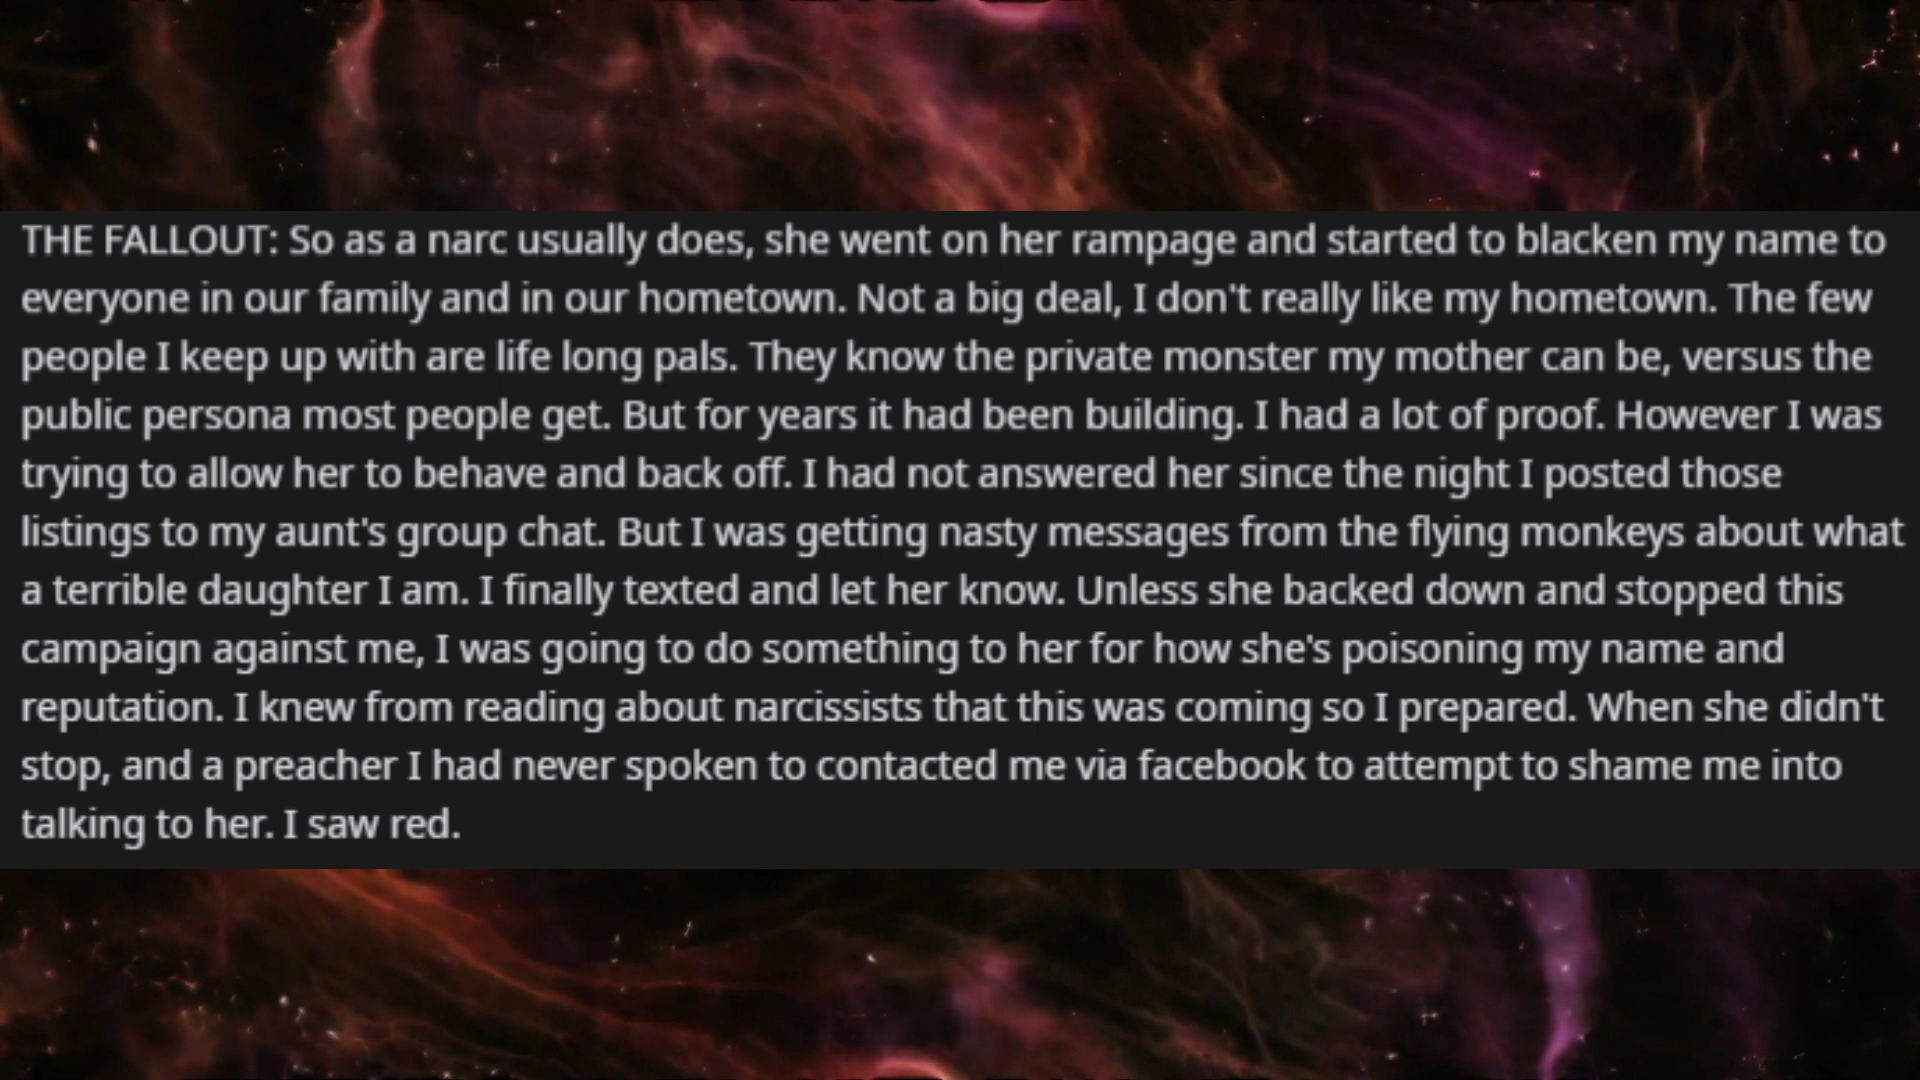 THE FALLOUT: So as a narc usually does, she went on her rampage and started to blacken my name to
everyone in our family and in our hometown. Not a big deal, I don't really like my hometown. The few
people I keep up with are life long pals. They know the private monster my mother can be, versus the
public persona most people get. But for years it had been building. I had a lot of proof. However I was
trying to allow her to behave and back off. I had not answered her since the night I posted those
listings to my aunt's group chat. But I was getting nasty messages from the flying monkeys about what
a terrible daughter I am. I finally texted and let her know. Unless she backed down and stopped this
campaign against me, I was going to do something to her for how she's poisoning my name and
reputation. I knew from reading about narcissists that this was coming so I prepared. When she didn't
stop, and a preacher I had never spoken to contacted me via facebook to attempt to shame me into
talking to her. I saw red.